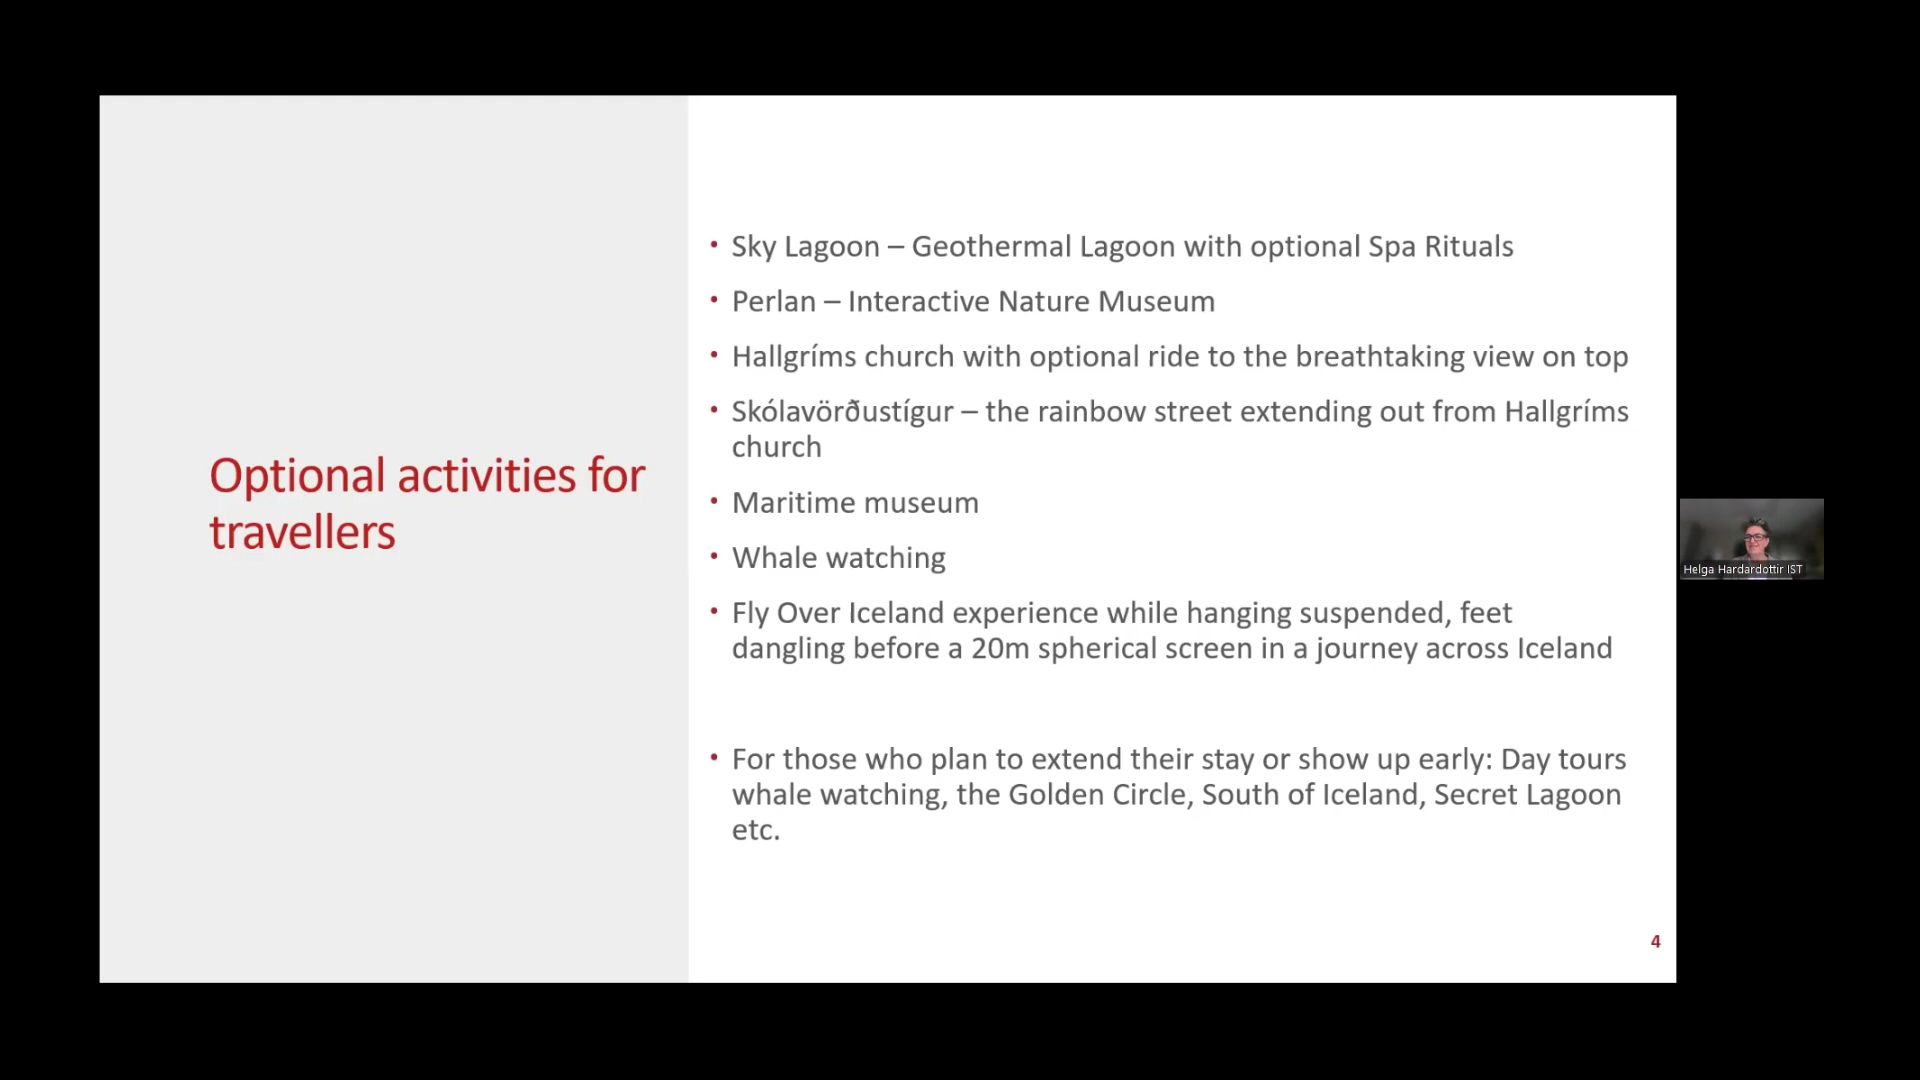 Optional activities for
travellers
• Sky Lagoon – Geothermal Lagoon with optional Spa Rituals
• Perlan – Interactive Nature Museum
• Hallgríms church with optional ride to the breathtaking view on top
• Skólavörðustígur – the rainbow street extending out from Hallgríms
church
• Maritime museum
• Whale watching
• Fly Over Iceland experience while hanging suspended, feet
dangling before a 20m spherical screen in a journey across Iceland
• For those who plan to extend their stay or show up early: Day tours
whale watching, the Golden Circle, South of Iceland, Secret Lagoon
etc.
4
Helga Hardardottir IST